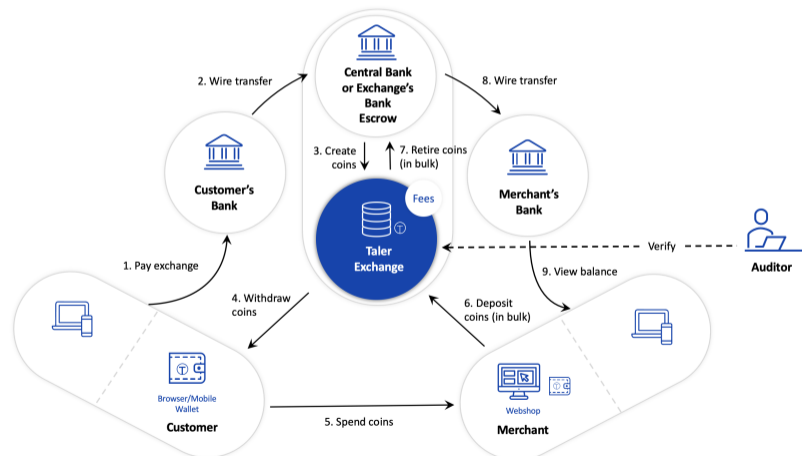 Central Bank
or Exchange's
Bank
Escrow
2. Wire transfer
8. Wire transfer
3. Create
coins
7. Retire coins
(in bulk)
Customer's
Bank
Merchant's
Bank
Fees
Taler
Exchange
Verify
Auditor
1. Pay exchange
9. View balance
4. Withdraw
coins
6. Deposit
coins (in bulk)
Browser/Mobile
Wallet
Customer
5. Spend coins
Webshop
Merchant